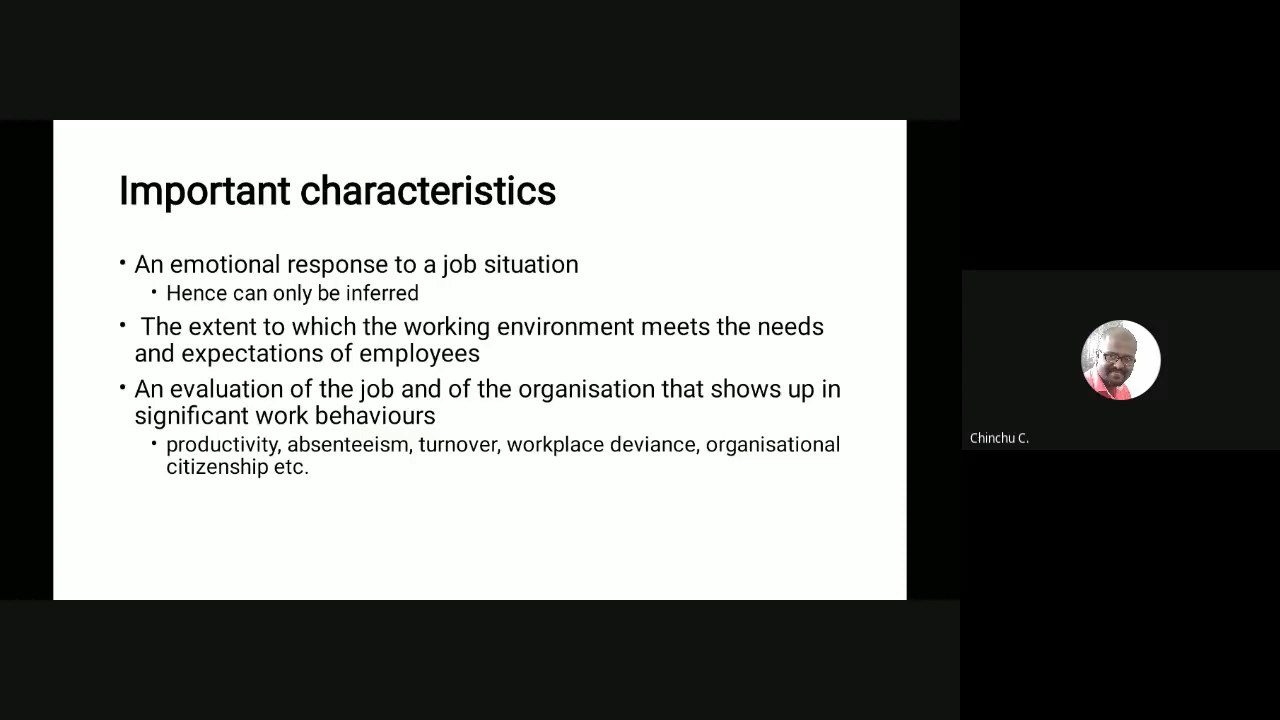 Important characteristics
• An emotional response to a job situation
• Hence can only be inferred
• The extent to which the working environment meets the needs
and expectations of employees
• An evaluation of the job and of the organisation that shows up in
significant work behaviours
• productivity, absenteeism, turnover, workplace deviance, organisational
citizenship etc.
Chinchu C.